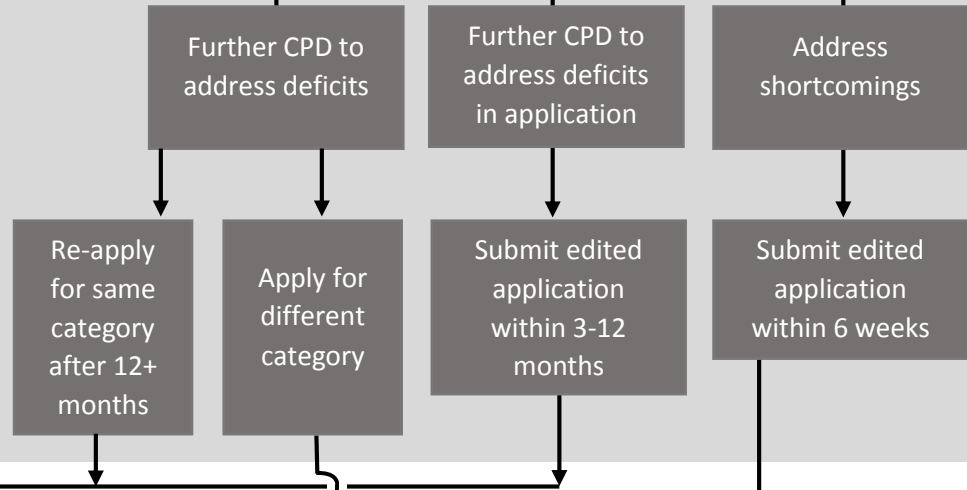 Further CPD to
address deficits
Further CPD to
address deficits
in application
Address
shortcomings
Re-apply
for same
category
after 12+
months
Apply for
different
category
Submit edited
application
within 3-12
months
Submit edited
application
within 6 weeks